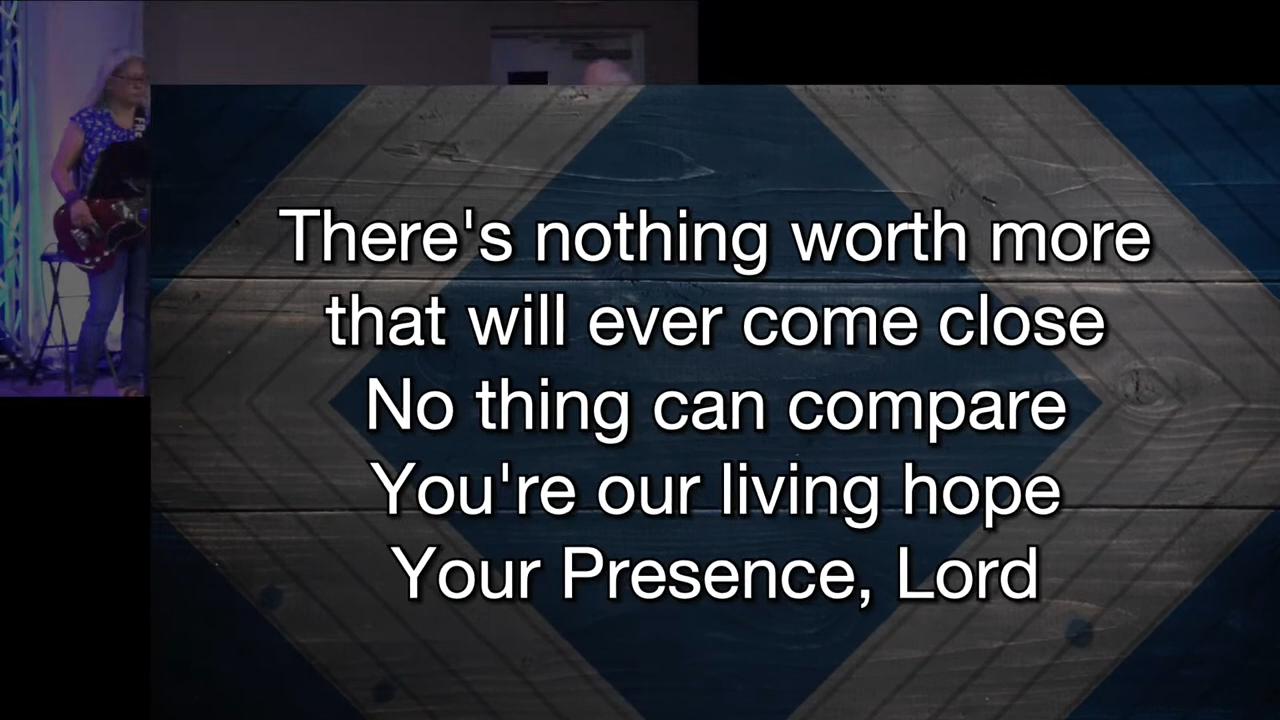 There's nothing worth more
that will ever come close
No thing can compare
You're our living hope
Your Presence, Lord